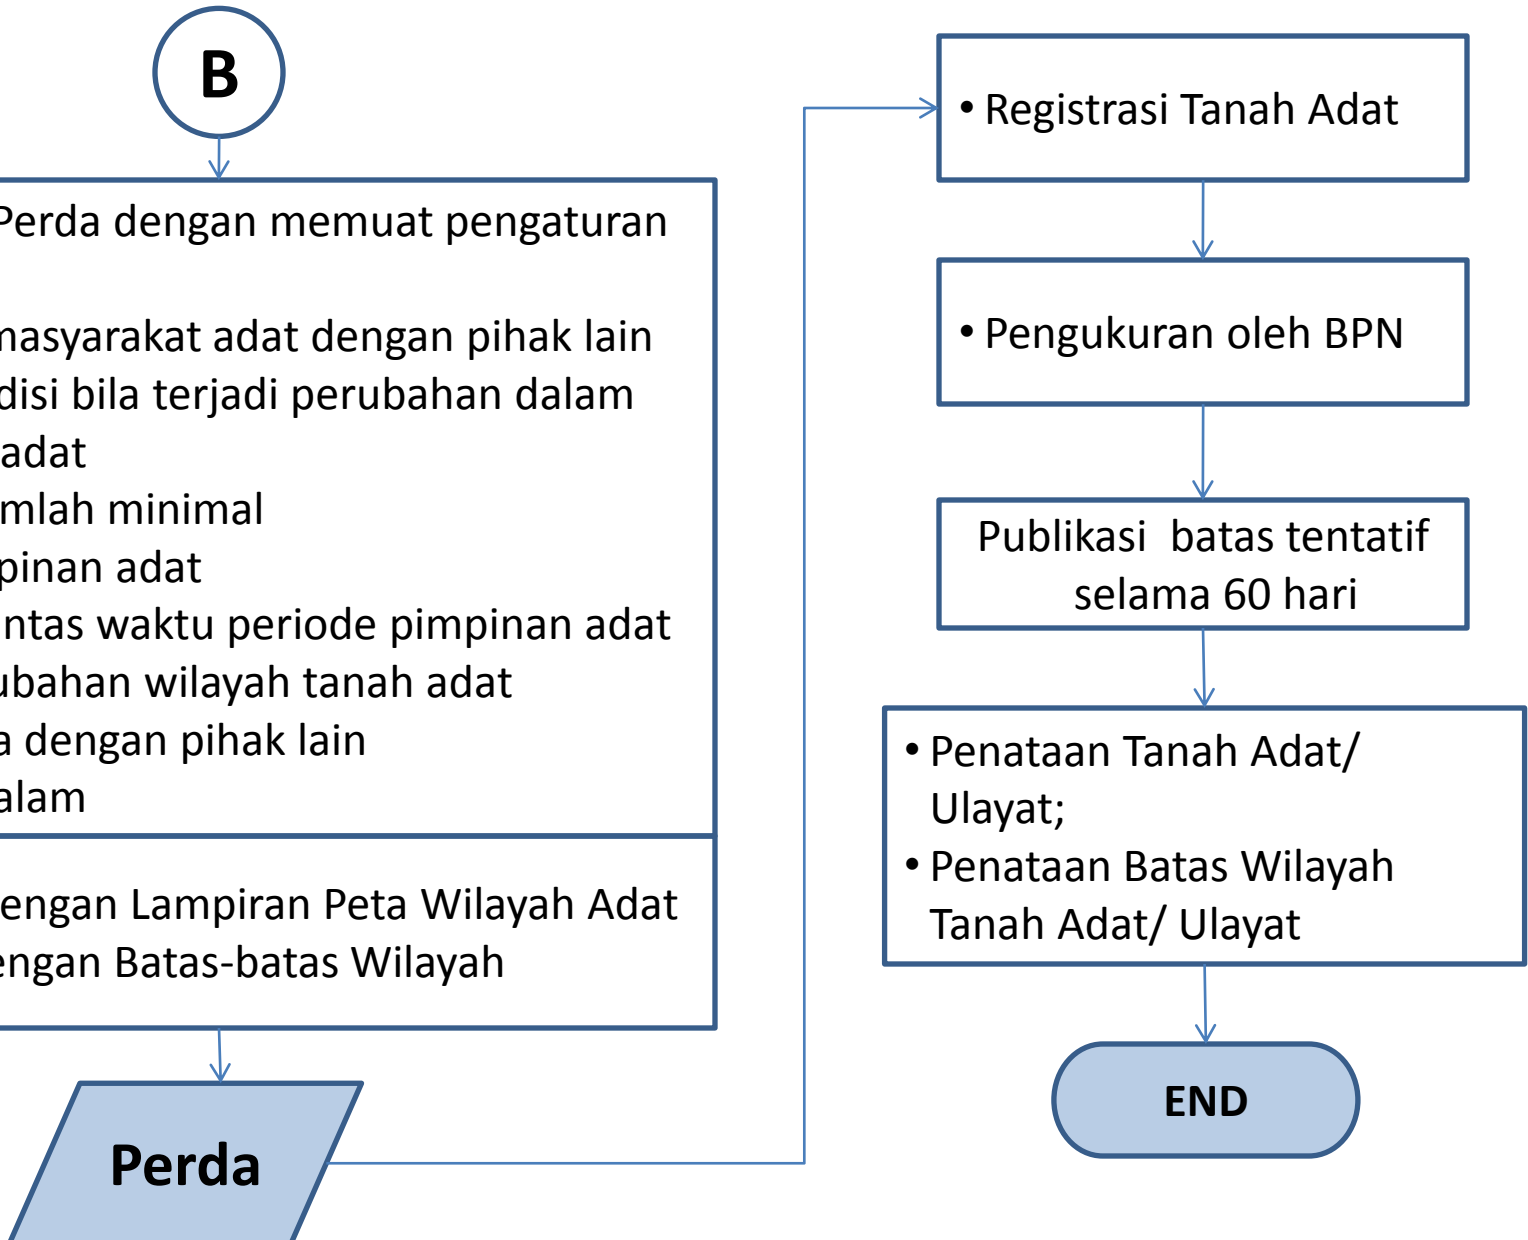 B
Perda dengan memuat pengaturan
masyarakat adat dengan pihak lain
disi bila terjadi perubahan dalam
adat
mlah minimal
pinan adat
ntas waktu periode pimpinan adat
ubahan wilayah tanah adat
a dengan pihak lain
alam
engan Lampiran Peta Wilayah Adat
engan Batas-batas Wilayah
Perda
• Registrasi Tanah Adat
• Pengukuran oleh BPN
Publikasi batas tentatif
selama 60 hari
• Penataan Tanah Adat/
Ulayat;
• Penataan Batas Wilayah
Tanah Adat/ Ulayat
END